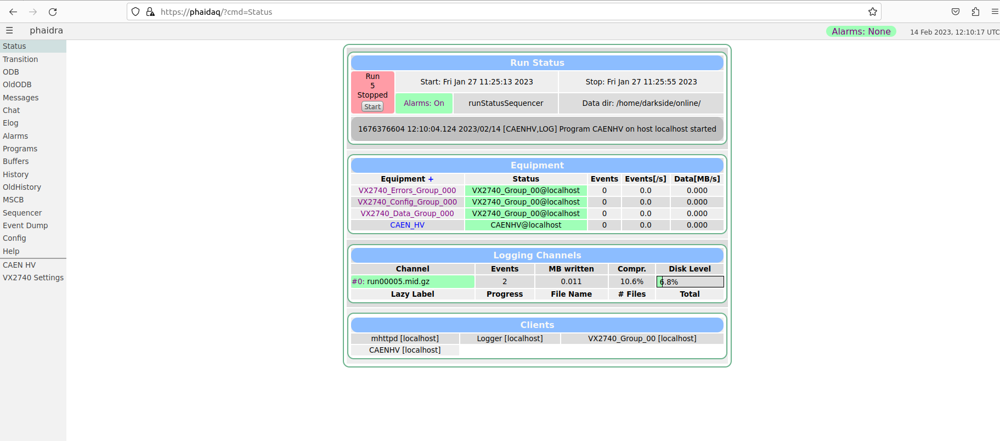 https://phaidaq/?cmd=Status
☰ phaidra Alarms: None 14 Feb 2023, 12:10:17 UTC
Status
Transition
ODB
OldODB
Messages
Chat
Elog
Alarms
Programs
Buffers
History
OldHistory
MSCB
Sequencer
Event Dump
Config
Help
CAEN HV
VX2740 Settings
Run Status
Run
5
Stopped
Start
Start: Fri Jan 27 11:25:13 2023 Stop: Fri Jan 27 11:25:55 2023
Alarms: On runStatusSequencer Data dir: /home/darkside/online/
1676376604 12:10:04.124 2023/02/14 [CAENHV,LOG] Program CAENHV on host localhost started
Equipment
Equipment + Status Events Events[/s] Data[MB/s]
VX2740_Errors_Group_000 VX2740_Group_00@localhost 0 0.0 0.000
VX2740_Config_Group_000 VX2740_Group_00@localhost 0 0.0 0.000
VX2740_Data_Group_000 VX2740_Group_00@localhost 0 0.0 0.000
CAEN_HV CAENHV@localhost 0 0.0 0.000
Logging Channels
Channel Events MB written Compr. Disk Level
#0: run00005.mid.gz 2 0.011 10.6% 6.8%
Lazy Label Progress File Name # Files Total
Clients
mhttpd [localhost] Logger [localhost] VX2740_Group_00 [localhost]
CAENHV [localhost]